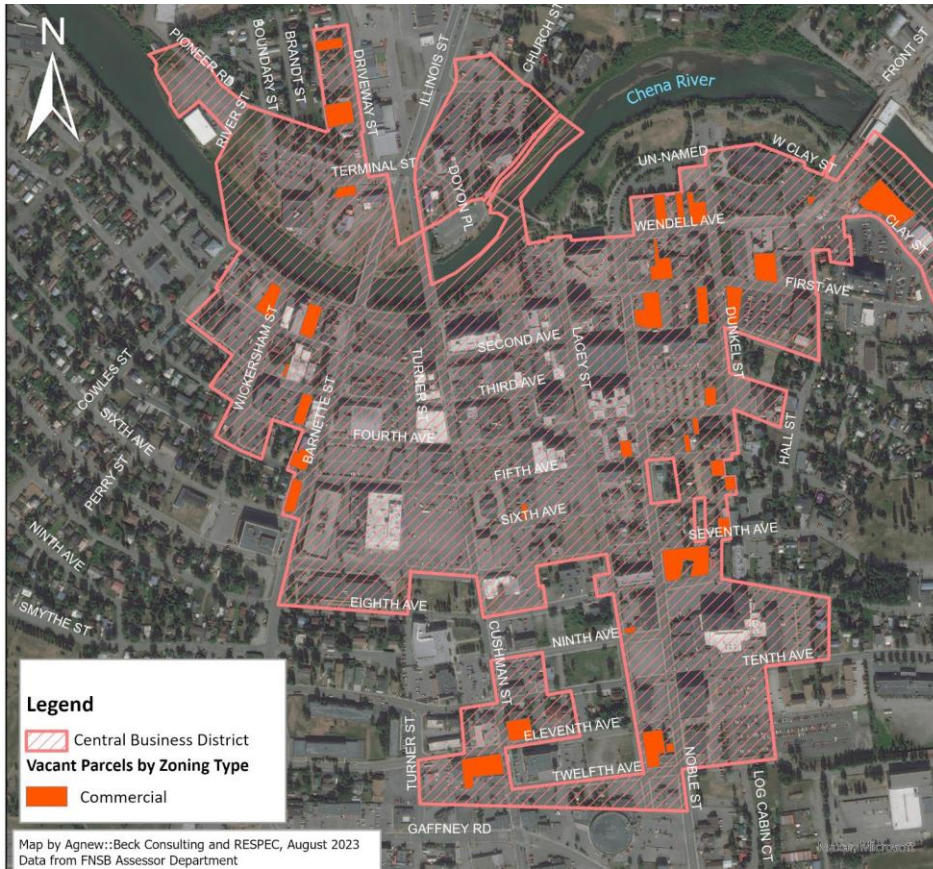 N
PIONEER RD
BOUNDARY ST
BRANDT ST
DRIVEWAY ST
ILLINOIS ST
CHURCH ST
FRONT ST
Chena River
RIVER ST
TERMINAL ST
DOYON PL
UN-NAMED
W CLAY ST
WENDELL AVE
CLAY ST
FIRST AVE
WICKERSHAM ST
COWLES ST
SECOND AVE
LACEY ST
DUNKEL ST
TURNER ST
THIRD AVE
BARNETTE ST
FOURTH AVE
HALL ST
SIXTH AVE
PERRY ST
FIFTH AVE
SIXTH AVE
SEVENTH AVE
NINTH AVE
SMYTHE ST
EIGHTH AVE
CUSHMAN ST
NINTH AVE
TENTH AVE
TURNER ST
ELEVENTH AVE
TWELFTH AVE
NOBLE ST
LOG CABIN CT
GAFFNEY RD
Legend
Central Business District
Vacant Parcels by Zoning Type
Commercial
Map by Agnew::Beck Consulting and RESPEC, August 2023
Data from FNSB Assessor Department
Maxar, Microsoft